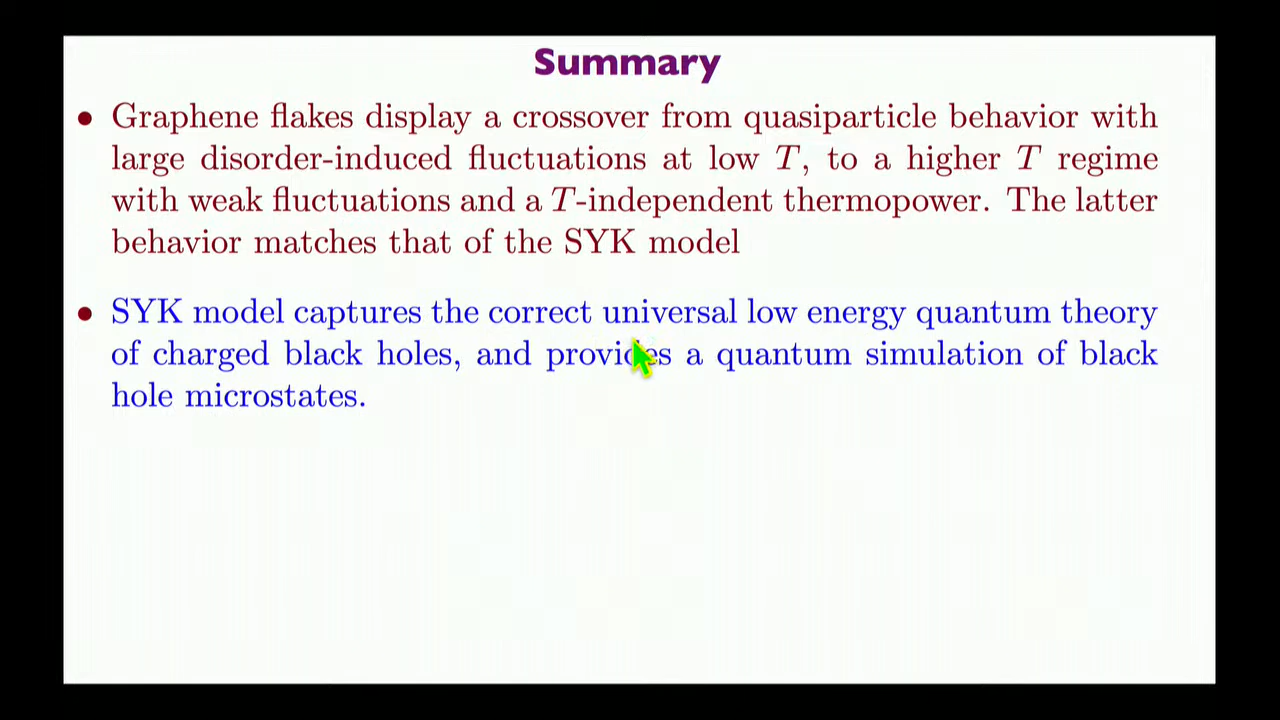 Summary
• Graphene flakes display a crossover from quasiparticle behavior with
large disorder-induced fluctuations at low T, to a higher T regime
with weak fluctuations and a T-independent thermopower. The latter
behavior matches that of the SYK model
• SYK model captures the correct universal low energy quantum theory
of charged black holes, and provides a quantum simulation of black
hole microstates.